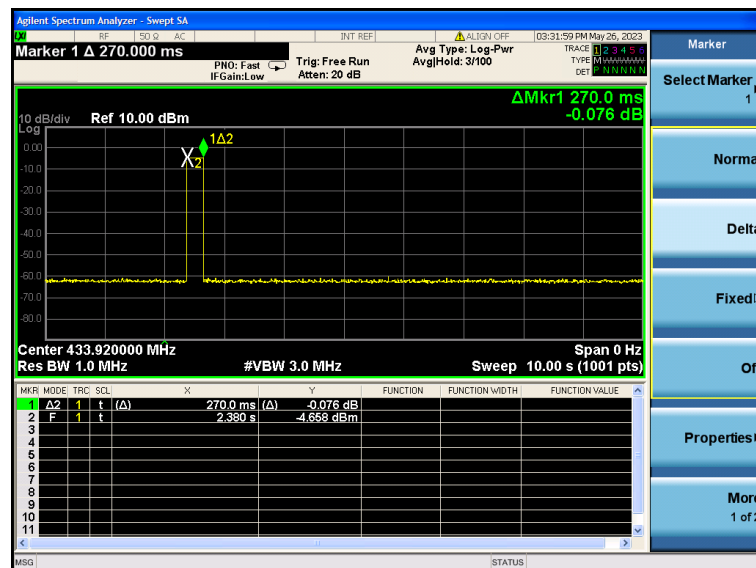 Agilent Spectrum Analyzer - Swept SA
LXI RF 50 Ω AC INT REF ALIGN OFF 03:31:59 PM May 26, 2023
Marker 1 Δ 270.000 ms
PNO: Fast
IFGain:Low
Trig: Free Run
Atten: 20 dB
Avg Type: Log-Pwr
Avg|Hold: 3/100
TRACE 1 2 3 4 5 6
TYPE M
DET P N N N N N
ΔMkr1 270.0 ms
-0.076 dB
10 dB/div Ref 10.00 dBm
Log
1Δ2
0.00
X2
-10.0
-20.0
-30.0
-40.0
-50.0
-60.0
-70.0
-80.0
Center 433.920000 MHz Span 0 Hz
Res BW 1.0 MHz #VBW 3.0 MHz Sweep 10.00 s (1001 pts)
MKR MODE TRC SCL X Y FUNCTION FUNCTION WIDTH FUNCTION VALUE
1 Δ2 1 t (Δ) 270.0 ms (Δ) -0.076 dB
2 F 1 t 2.380 s -4.658 dBm
3
4
5
6
7
8
9
10
11
MSG STATUS
Marker
Select Marker
1
Norma
Delta
Fixed
Of
Properties
More
1 of 2